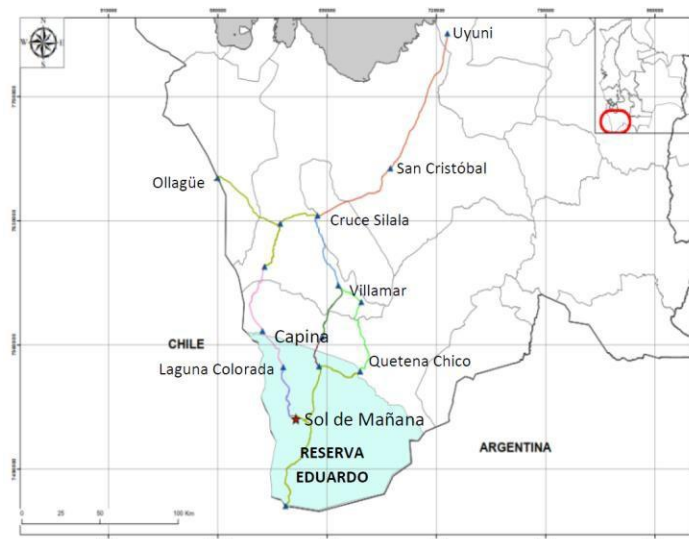 Uyuni
San Cristóbal
Ollagüe
Cruce Silala
Villamar
CHILE
Capina
Laguna Colorada
Quetena Chico
Sol de Mañana
RESERVA
EDUARDO
ARGENTINA
0 25 50 100 Km